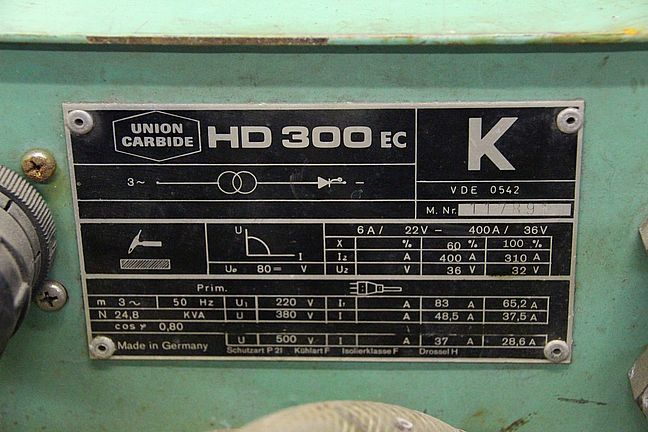 UNION CARBIDE HD 300 EC
K
3~ –
VDE 0542
M. Nr.
6A/ 22V – 400A/ 36V
U I
X % 60% 100%
I₂ A 400 A 310 A
U₀ 80= V U₂ V 36 V 32 V
Prim.
m 3~ 50 Hz U₁ 220 V I₁ A 83 A 65,2 A
N 24,8 KVA U 380 V I A 48,5 A 37,5 A
cos φ 0,80
U 500 V I A 37 A 28,6 A
Made in Germany Schutzart P 21 Kühlart F Isolierklasse F Drossel H